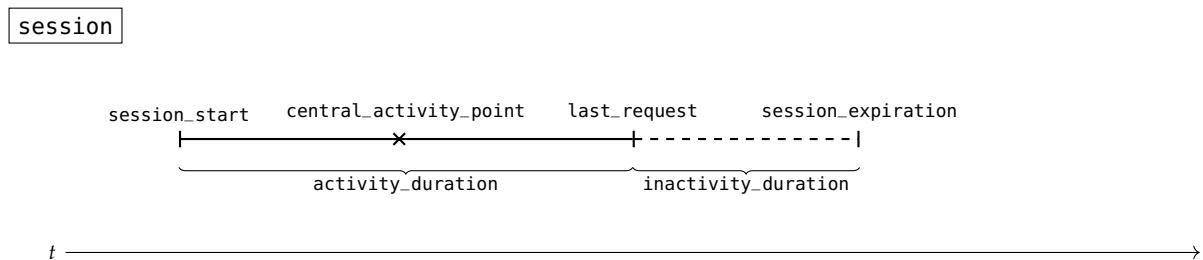 session
session_start central_activity_point last_request session_expiration
activity_duration inactivity_duration
t